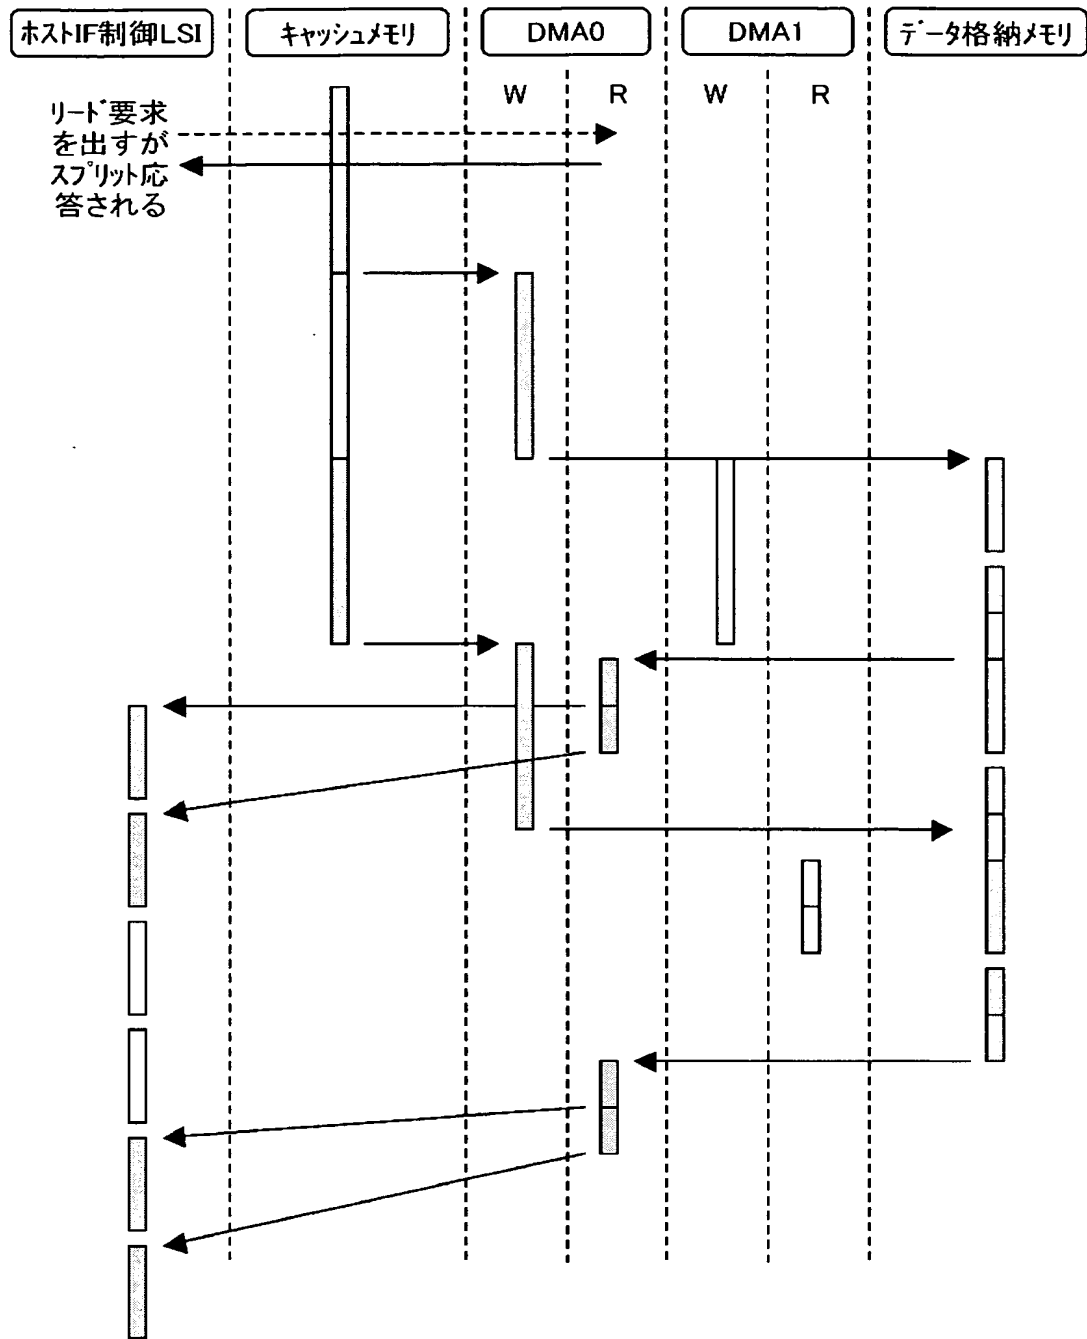 ホストIF制御LSI
キャッシュメモリ
DMA0
DMA1
データ格納メモリ
W
R
W
R
リード要求
を出すが
スプリット応
答される